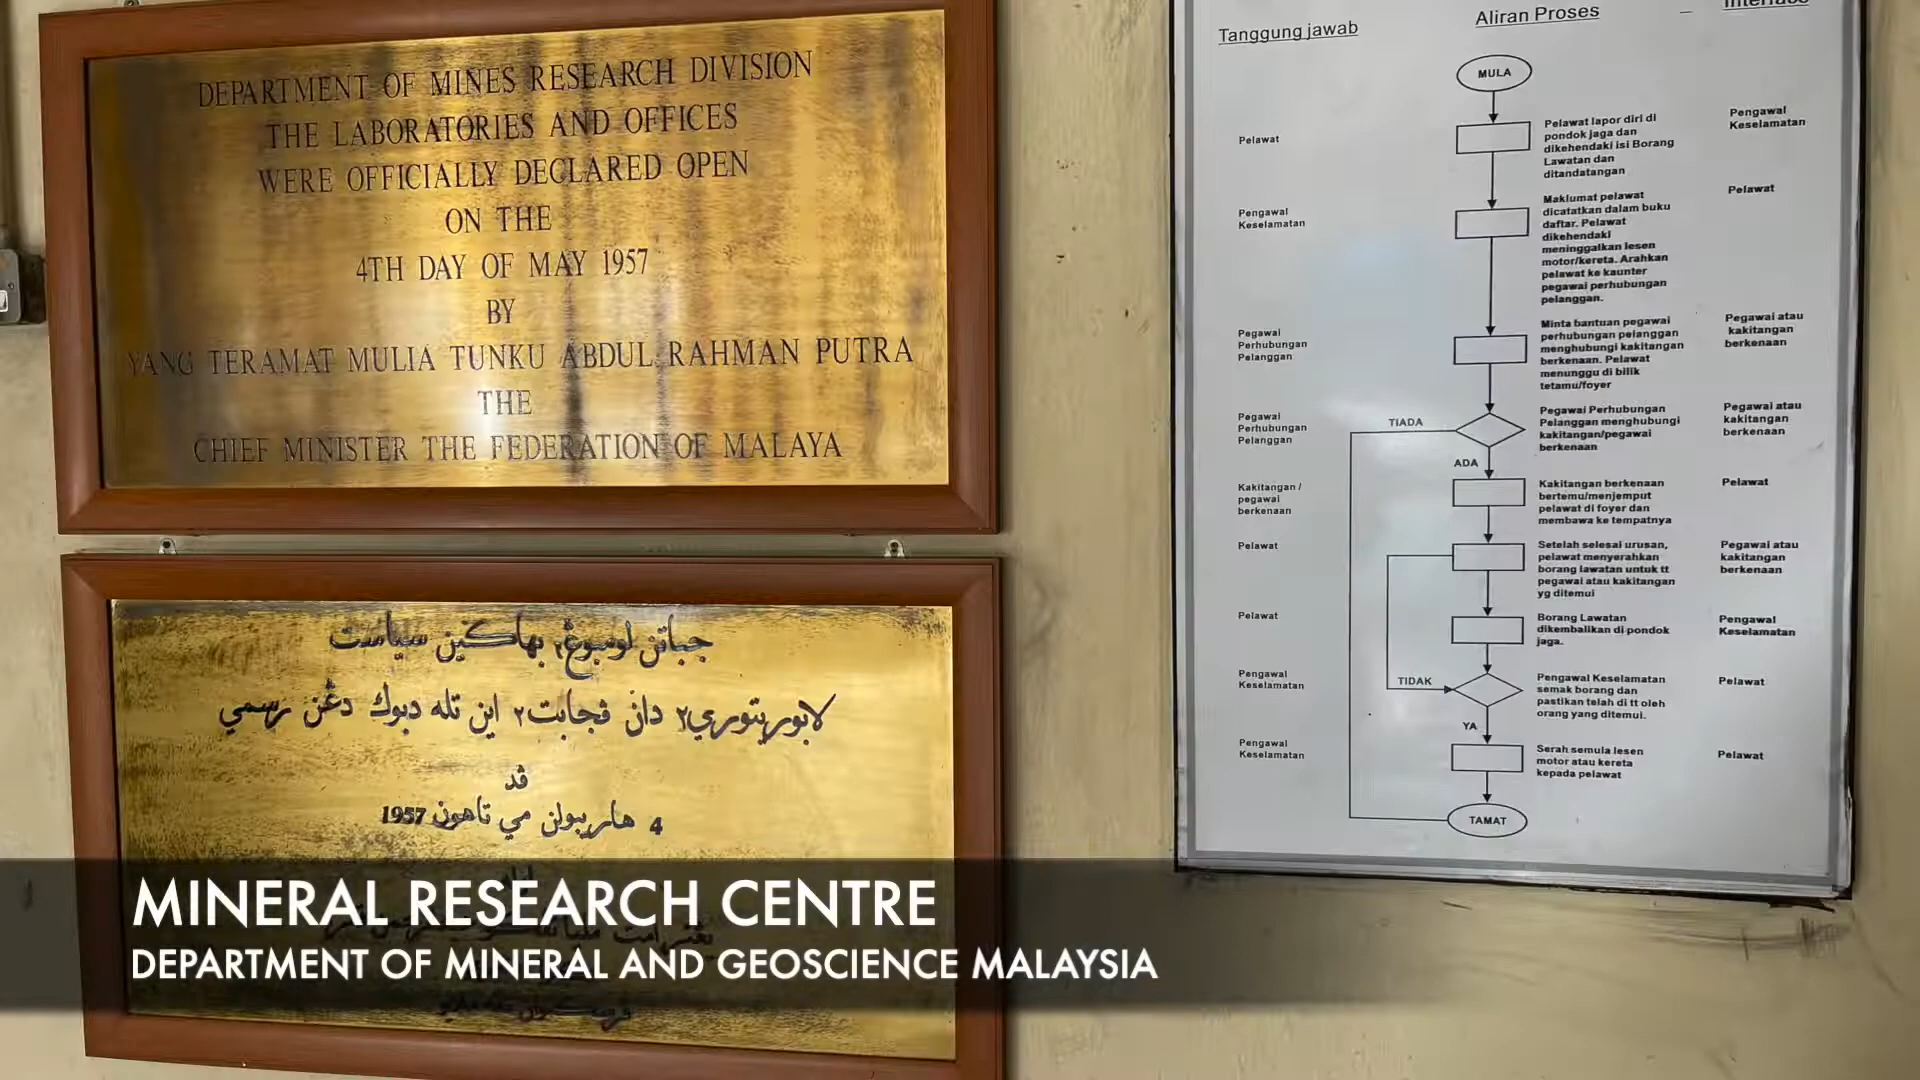 DEPARTMENT OF MINES RESEARCH DIVISION
THE LABORATORIES AND OFFICES
WERE OFFICIALLY DECLARED OPEN
ON THE
4TH DAY OF MAY 1957
BY
YANG TERAMAT MULIA TUNKU ABDUL RAHMAN PUTRA
THE
CHIEF MINISTER THE FEDERATION OF MALAYA
جباتن لومبوڠ٢ بهاݢين سياست
لابوريتوري٢ دان ڤجابت٢ اين تله دبوك دڠن رسمي
ڤد
4 هاريبولن مي تاهون 1957
MINERAL RESEARCH CENTRE
DEPARTMENT OF MINERAL AND GEOSCIENCE MALAYSIA
Tanggung jawab
Aliran Proses
Interface
MULA
Pelawat
Pelawat lapor diri di
pondok jaga dan
dikehendaki isi Borang
Lawatan dan
ditandatangan
Pengawal
Keselamatan
Pengawal
Keselamatan
Maklumat pelawat
dicatatkan dalam buku
daftar. Pelawat
dikehendaki
meninggalkan lesen
motor/kereta. Arahkan
pelawat ke kaunter
pegawai perhubungan
pelanggan.
Pelawat
Pegawai
Perhubungan
Pelanggan
Minta bantuan pegawai
perhubungan pelanggan
menghubungi kakitangan
berkenaan. Pelawat
menunggu di bilik
tetamu/foyer
Pegawai atau
kakitangan
berkenaan
Pegawai
Perhubungan
Pelanggan
TIADA
Pegawai Perhubungan
Pelanggan menghubungi
kakitangan/pegawai
berkenaan
Pegawai atau
kakitangan
berkenaan
ADA
Kakitangan /
pegawai
berkenaan
Kakitangan berkenaan
bertemu/menjemput
pelawat di foyer dan
membawa ke tempatnya
Pelawat
Pelawat
Setelah selesai urusan,
pelawat menyerahkan
borang lawatan untuk tt
pegawai atau kakitangan
yg ditemui
Pegawai atau
kakitangan
berkenaan
Pelawat
Borang Lawatan
dikembalikan di pondok
jaga.
Pengawal
Keselamatan
Pengawal
Keselamatan
TIDAK
Pengawal Keselamatan
semak borang dan
pastikan telah di tt oleh
orang yang ditemui.
Pelawat
YA
Pengawal
Keselamatan
Serah semula lesen
motor atau kereta
kepada pelawat
Pelawat
TAMAT